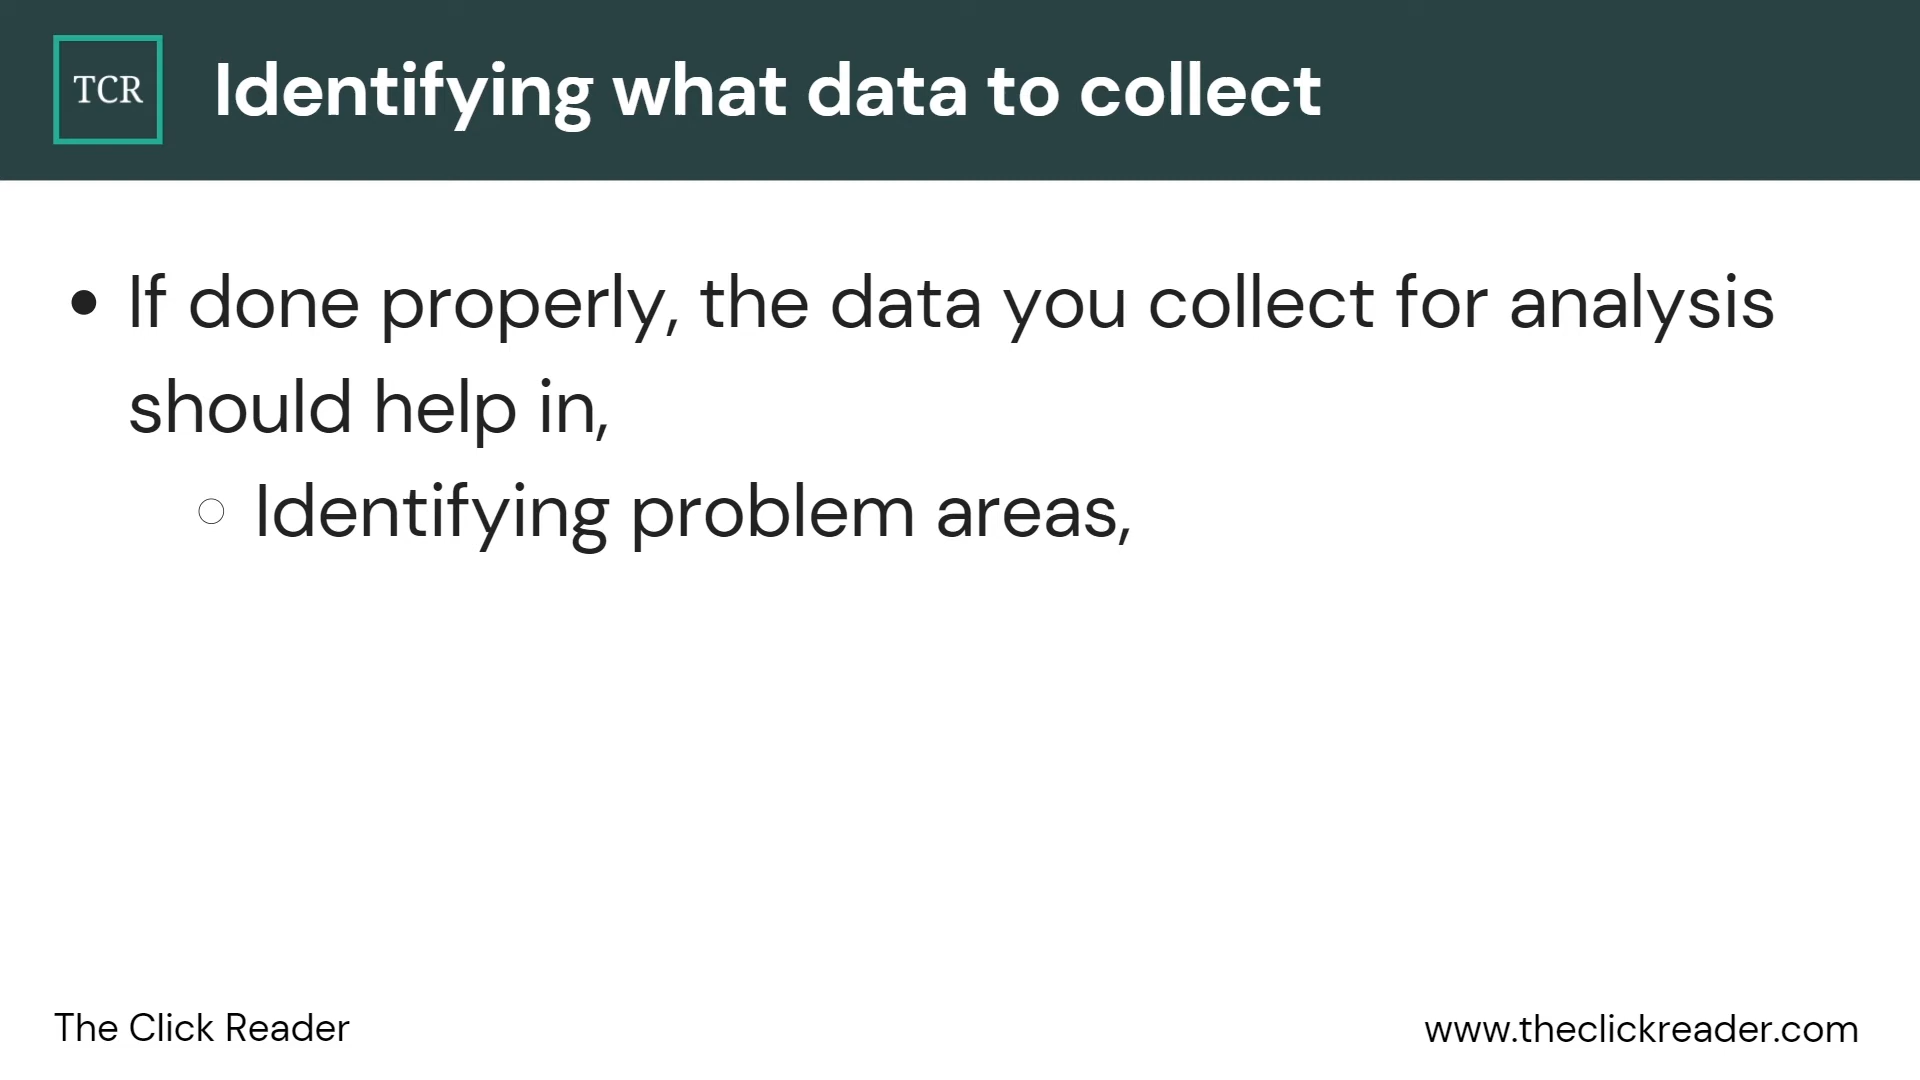 TCR
Identifying what data to collect
• If done properly, the data you collect for analysis
should help in,
○ Identifying problem areas,
The Click Reader
www.theclickreader.com